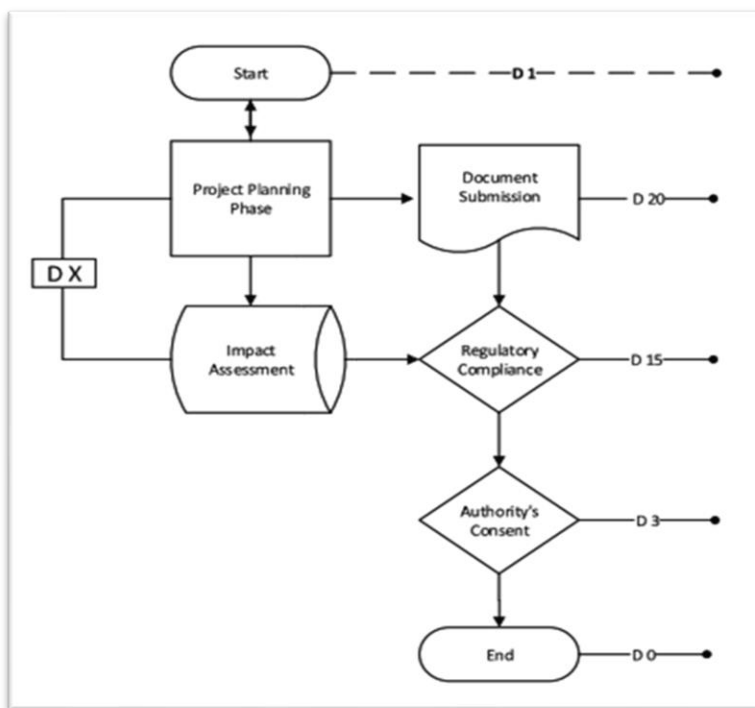 Start
D 1
Project Planning
Phase
Document
Submission
D 20
D X
Impact
Assessment
Regulatory
Compliance
D 15
Authority's
Consent
D 3
End
D 0